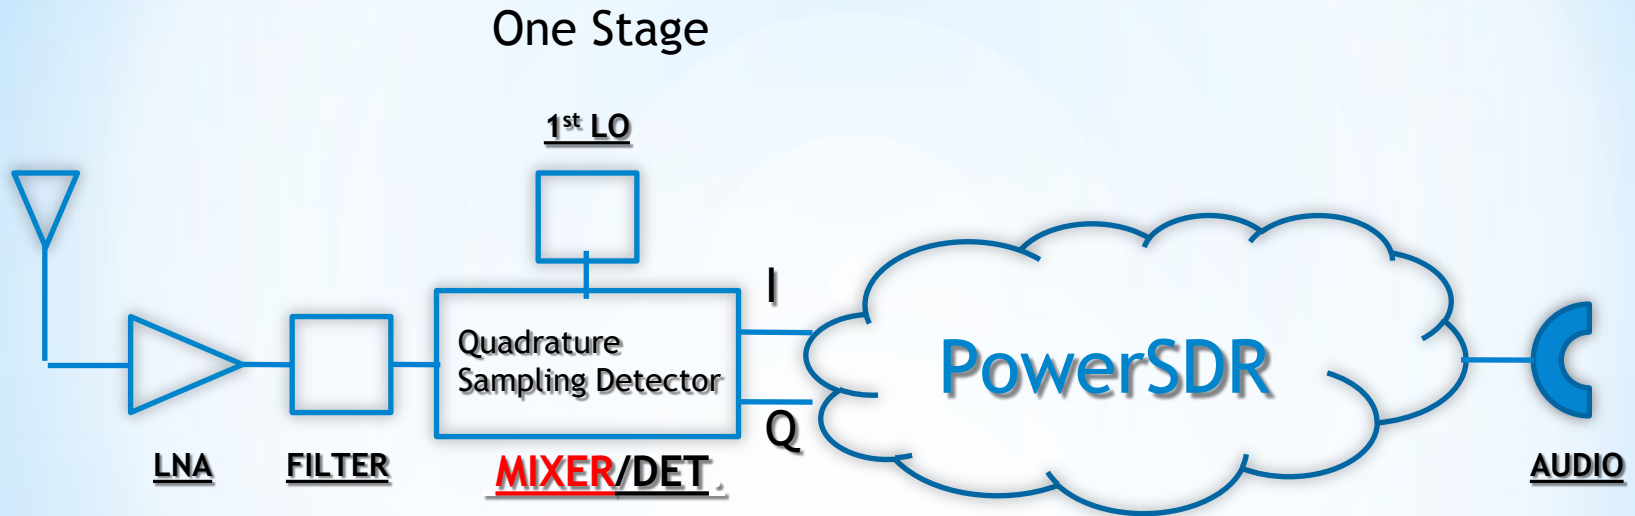 One Stage
1st LO
I
Quadrature
Sampling Detector
PowerSDR
Q
LNA
FILTER
MIXER/DET.
AUDIO